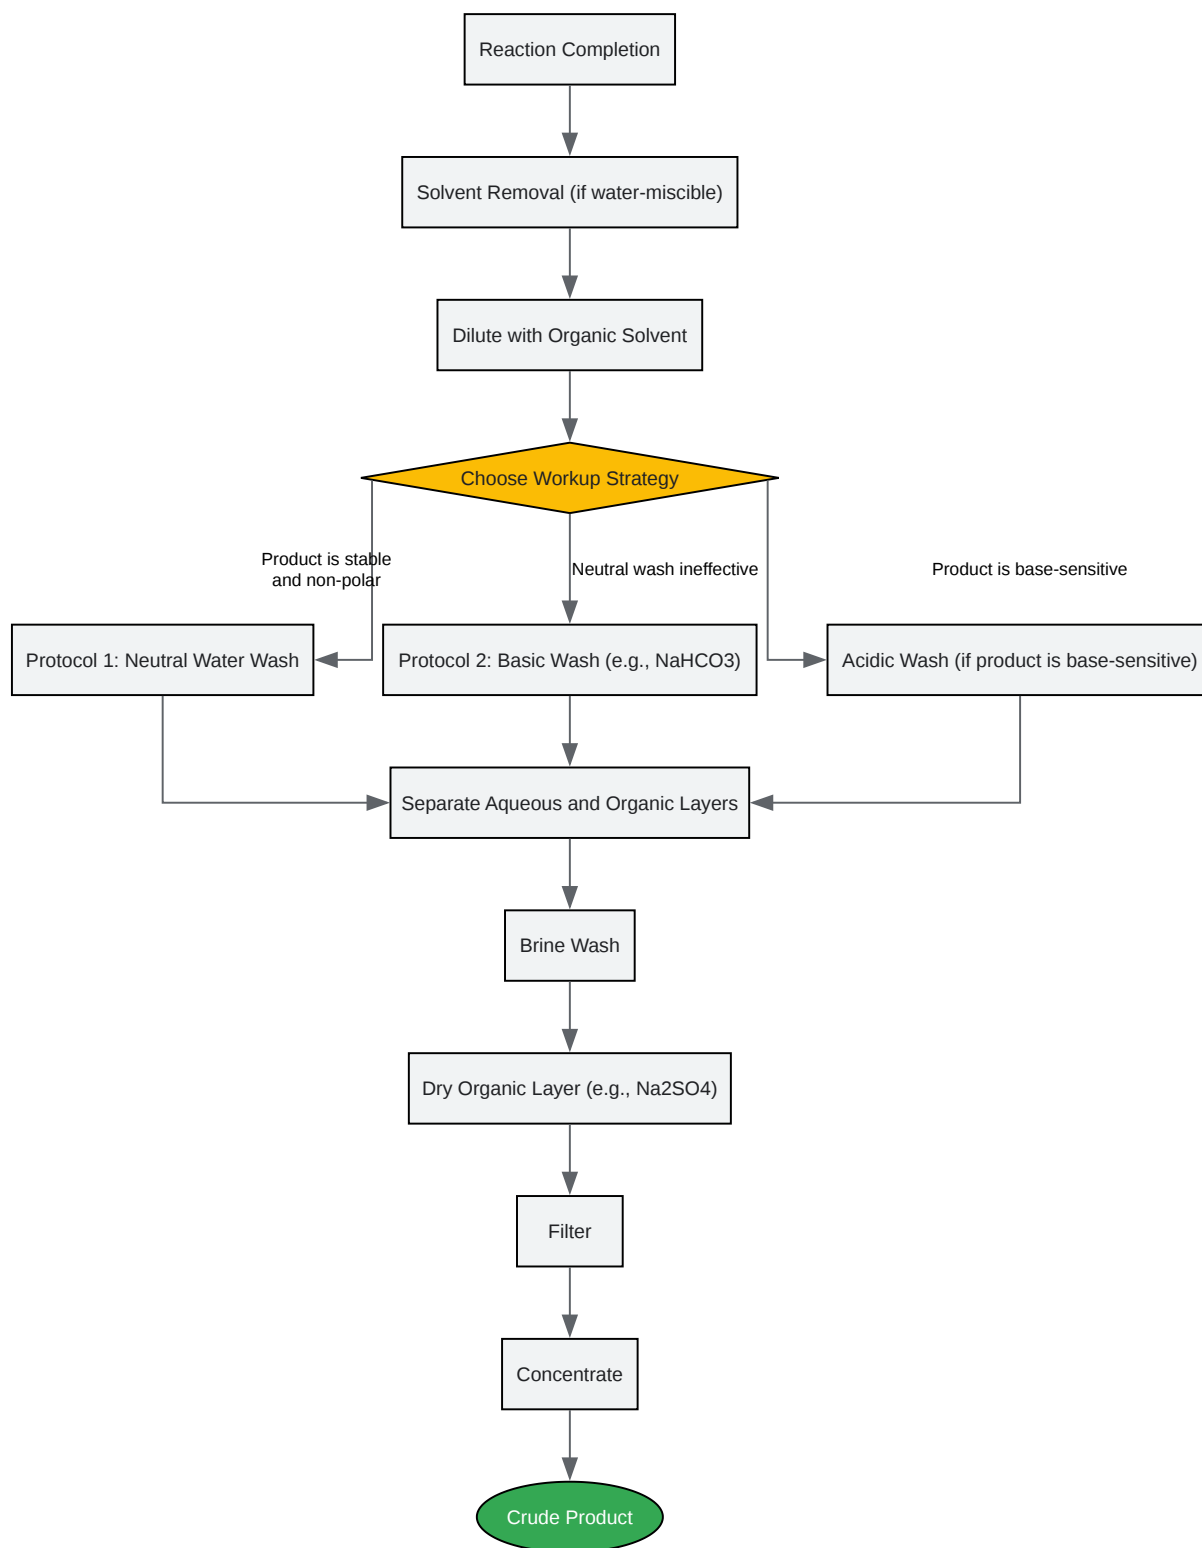 Reaction Completion
Solvent Removal (if water-miscible)
Dilute with Organic Solvent
Choose Workup Strategy
Product is stable
and non-polar
Neutral wash ineffective
Product is base-sensitive
Protocol 1: Neutral Water Wash
Protocol 2: Basic Wash (e.g., NaHCO3)
Acidic Wash (if product is base-sensitive)
Separate Aqueous and Organic Layers
Brine Wash
Dry Organic Layer (e.g., Na2SO4)
Filter
Concentrate
Crude Product